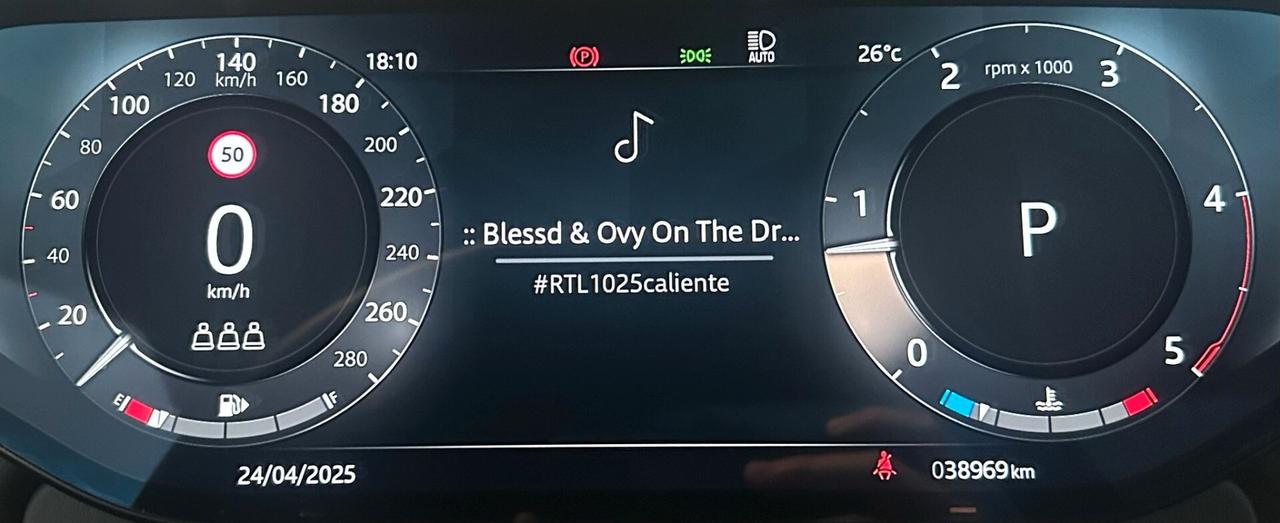 140
km/h
120
160
100
180
80
200
60
220
40
240
20
260
280
50
0
km/h
E
F
18:10
P
AUTO
26°c
:: Blessd & Ovy On The Dr...
#RTL1025caliente
2
rpm x 1000
3
1
4
0
5
P
24/04/2025
038969 km